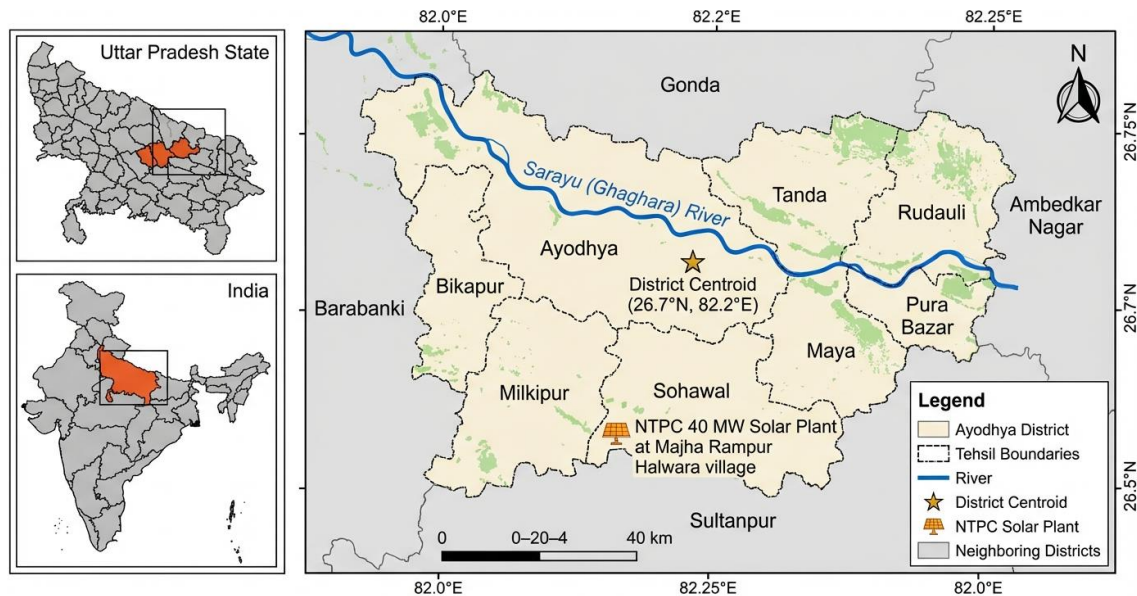 Uttar Pradesh State
India
82.0°E
82.2°E
82.25°E
N
Gonda
26.75°N
Sarayu (Ghaghara) River
Tanda
Rudauli
Ambedkar
Nagar
Ayodhya
District Centroid
(26.7°N, 82.2°E)
Bikapur
Barabanki
26.7°N
Pura
Bazar
Maya
Milkipur
Sohawal
NTPC 40 MW Solar Plant
at Majha Rampur
Halwara village
26.5°N
Sultanpur
0
0–20–4
40 km
Legend
Ayodhya District
Tehsil Boundaries
River
District Centroid
NTPC Solar Plant
Neighboring Districts
82.0°E
82.25°E
82.0°E